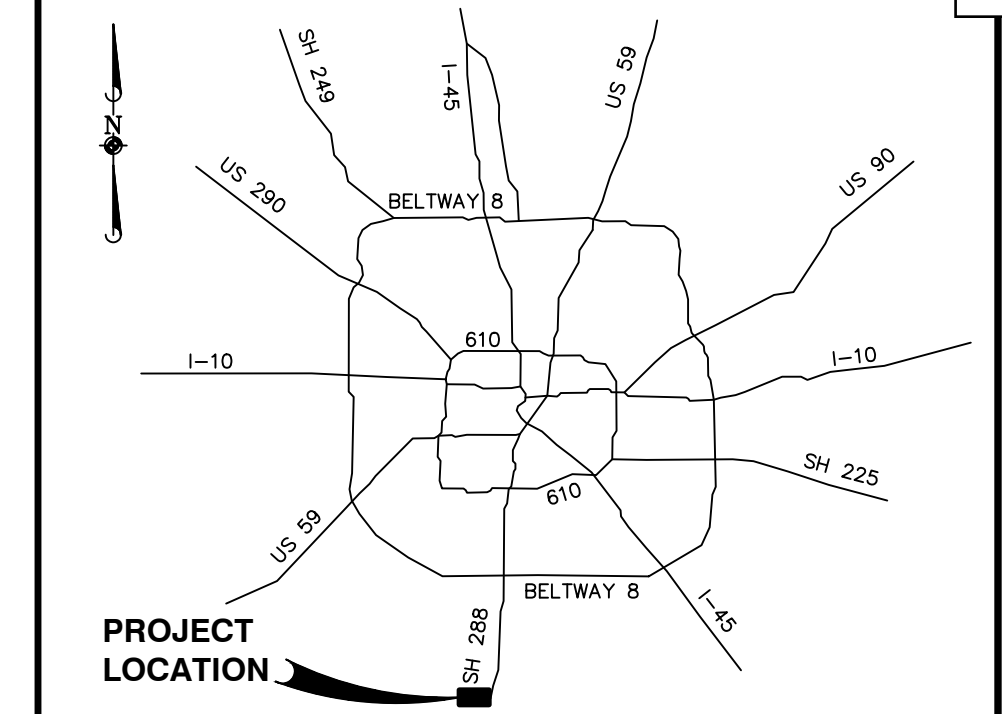 SH 249
I-45
US 59
N
US 290
US 90
BELTWAY 8
610
I-10
I-10
SH 225
610
US 59
BELTWAY 8
I-45
SH 288
PROJECT
LOCATION